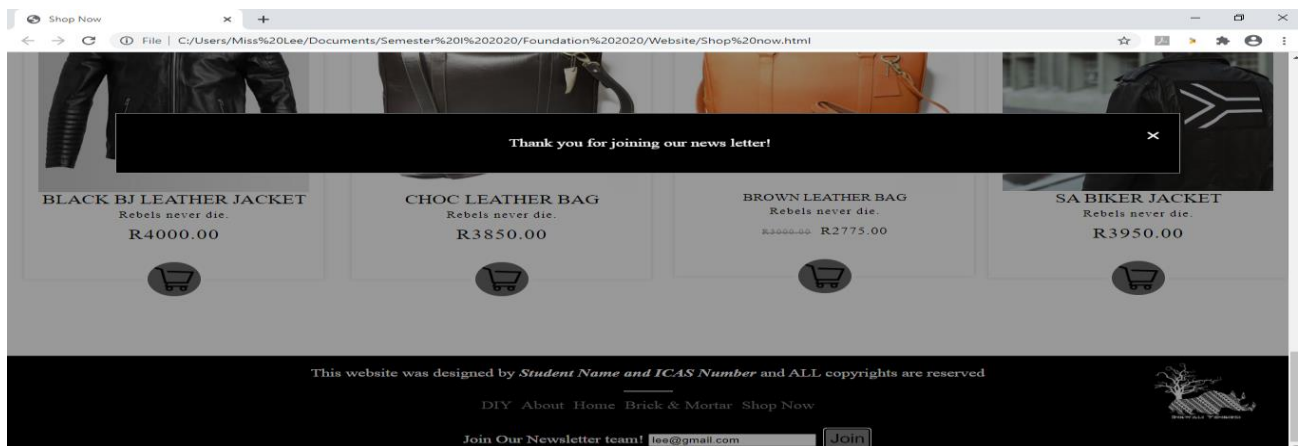 Shop Now
File | C:/Users/Miss%20Lee/Documents/Semester%20I%202020/Foundation%202020/Website/Shop%20now.html
Thank you for joining our news letter!
BLACK BJ LEATHER JACKET
Rebels never die.
R4000.00
CHOC LEATHER BAG
Rebels never die.
R3850.00
BROWN LEATHER BAG
Rebels never die.
R3000.00 R2775.00
SA BIKER JACKET
Rebels never die.
R3950.00
This website was designed by Student Name and ICAS Number and ALL copyrights are reserved
DIY About Home Brick & Mortar Shop Now
Join Our Newsletter team! lee@gmail.com Join